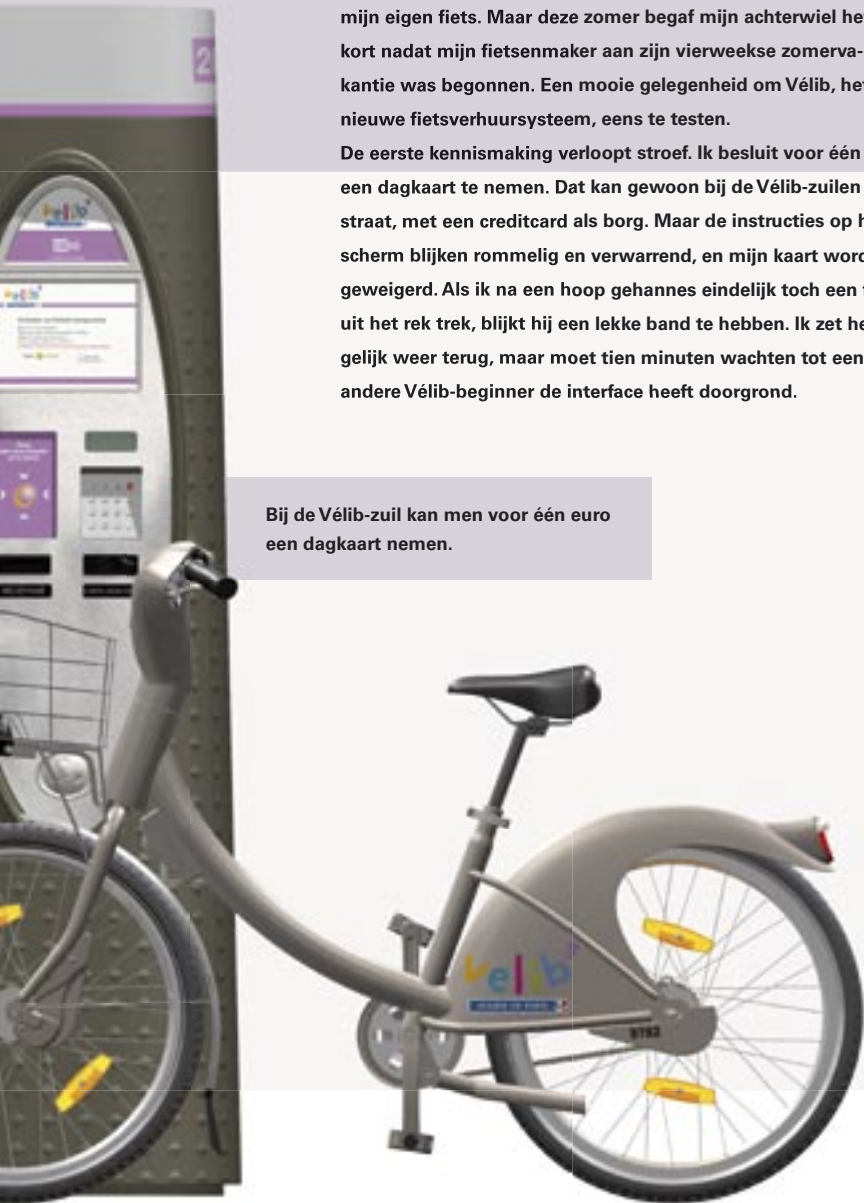 mijn eigen fiets. Maar deze zomer begaf mijn achterwiel he
kort nadat mijn fietsenmaker aan zijn vierweekse zomerva-
kantie was begonnen. Een mooie gelegenheid om Vélib, het
nieuwe fietsverhuursysteem, eens te testen.
De eerste kennismaking verloopt stroef. Ik besluit voor één
een dagkaart te nemen. Dat kan gewoon bij de Vélib-zuilen
straat, met een creditcard als borg. Maar de instructies op h
scherm blijken rommelig en verwarrend, en mijn kaart word
geweigerd. Als ik na een hoop gehannes eindelijk toch een f
uit het rek trek, blijkt hij een lekke band te hebben. Ik zet he
gelijk weer terug, maar moet tien minuten wachten tot een
andere Vélib-beginner de interface heeft doorgrond.
Bij de Vélib-zuil kan men voor één euro
een dagkaart nemen.
2
velib
velib
velib
9783